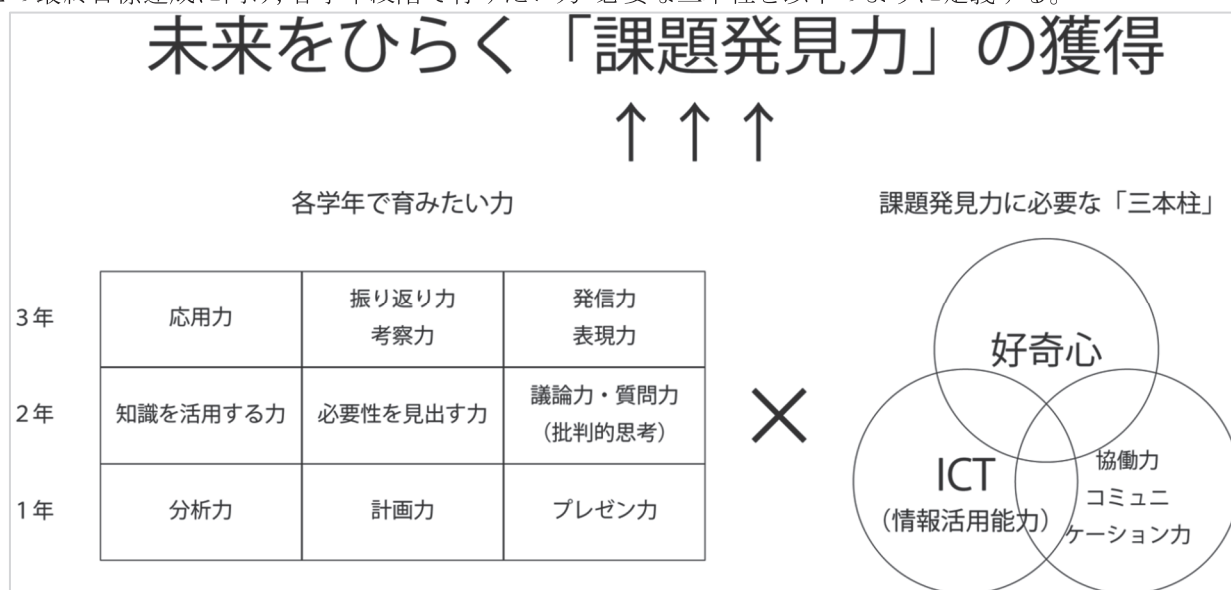 未来をひらく「課題発見力」の獲得
↑ ↑ ↑
各学年で育みたい力
3年
応用力
振り返り力
考察力
発信力
表現力
2年
知識を活用する力
必要性を見出す力
議論力・質問力
(批判的思考)
1年
分析力
計画力
プレゼン力
×
課題発見力に必要な「三本柱」
好奇心
ICT
(情報活用能力)
協働力
コミュニ
ケーション力